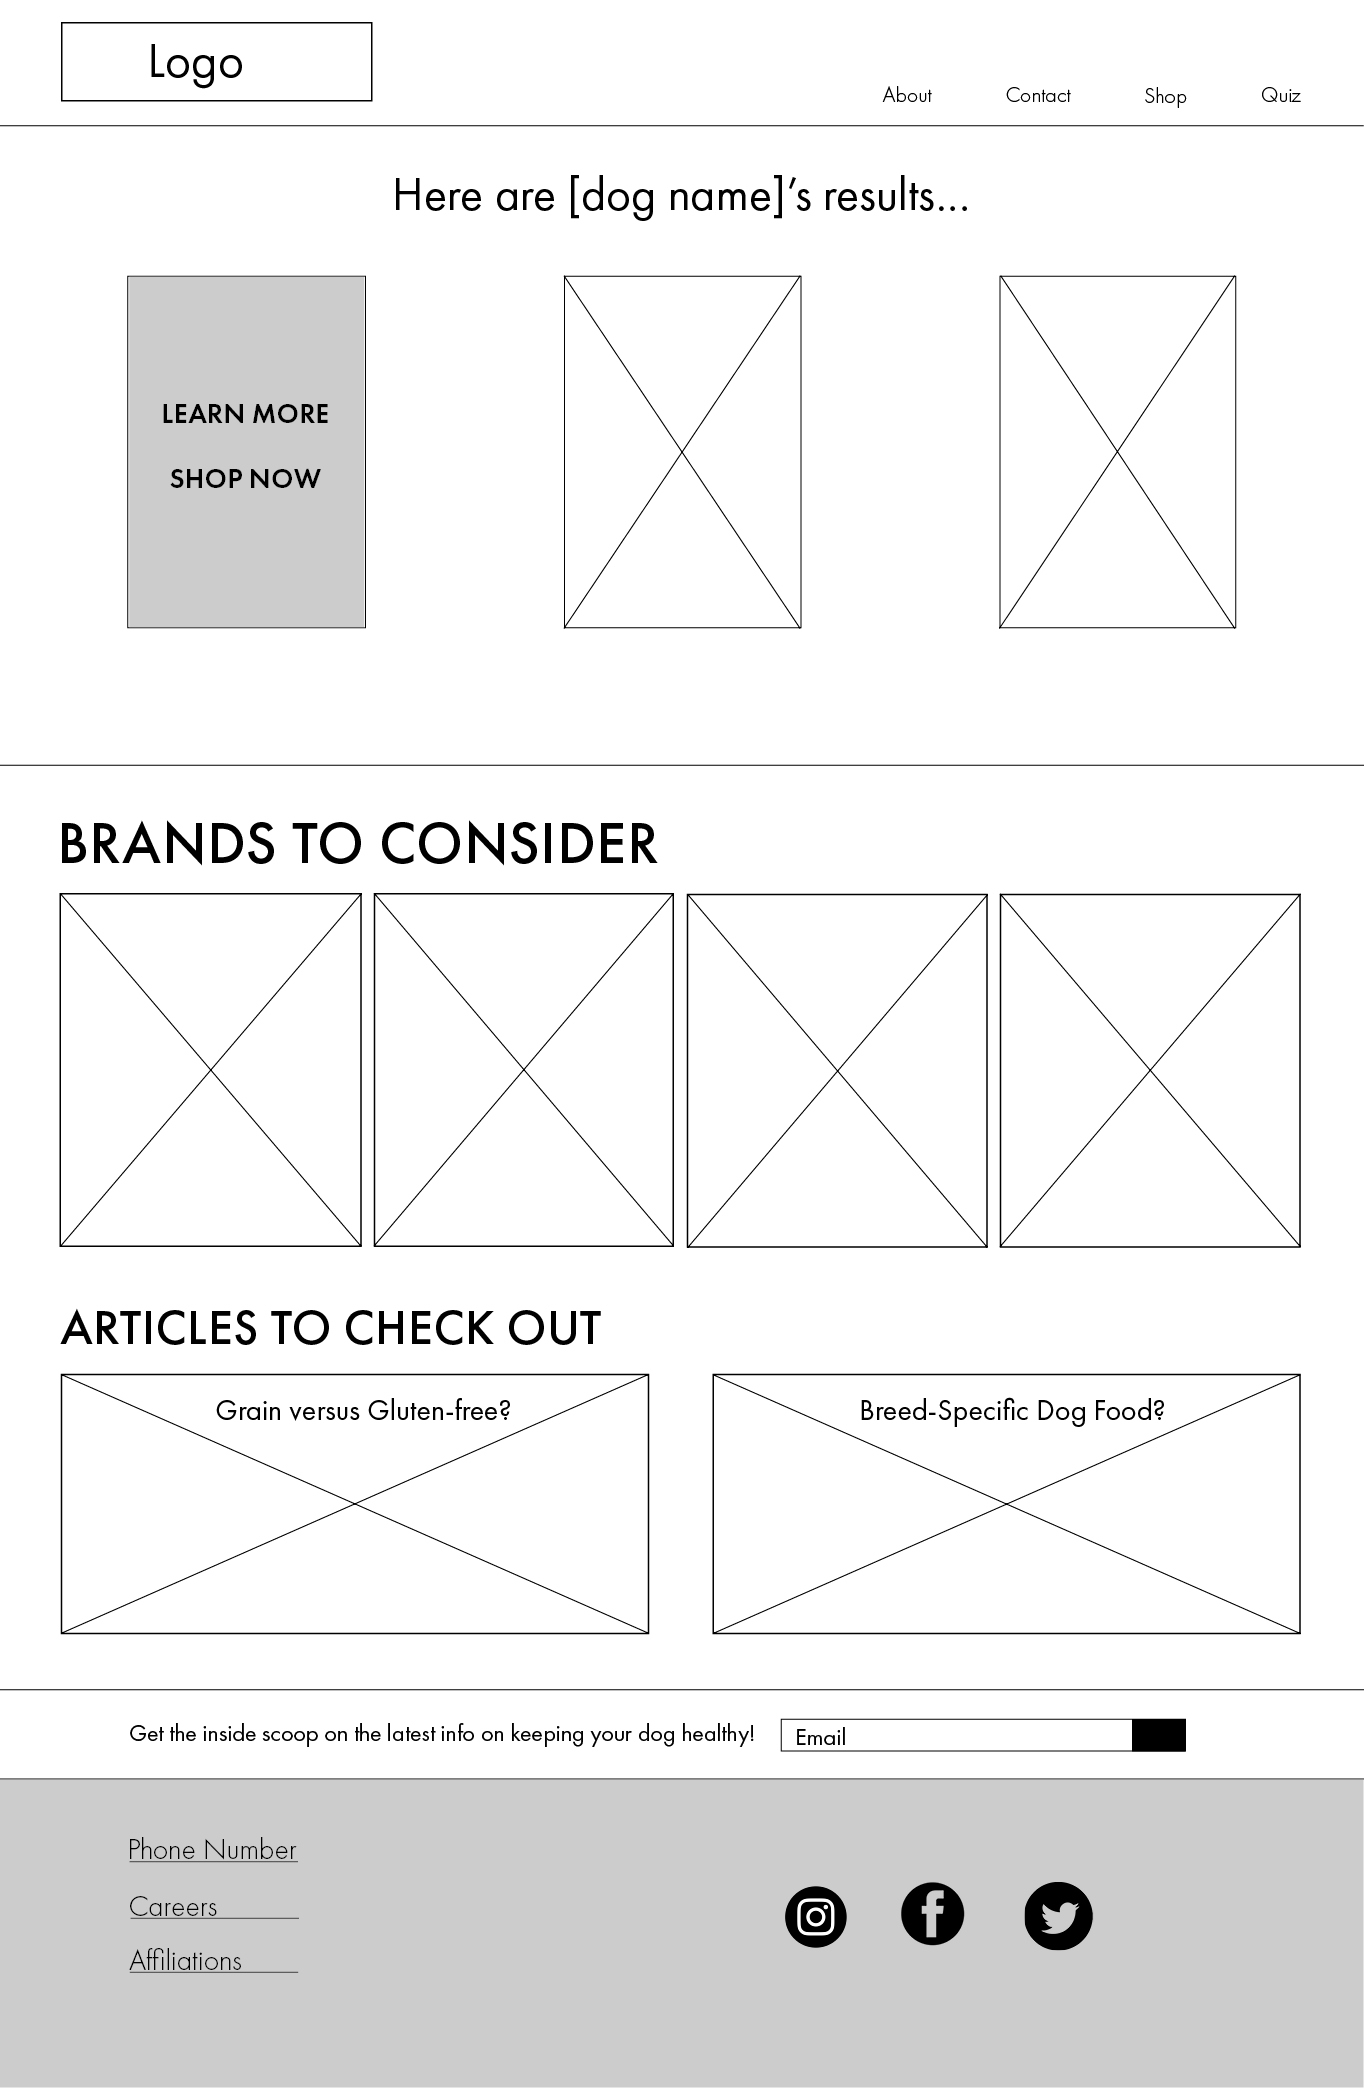 Logo
About Contact Shop Quiz
Here are [dog name]’s results...
LEARN MORE
SHOP NOW
BRANDS TO CONSIDER
ARTICLES TO CHECK OUT
Grain versus Gluten-free?
Breed-Specific Dog Food?
Get the inside scoop on the latest info on keeping your dog healthy! Email
Phone Number
Careers
Affiliations